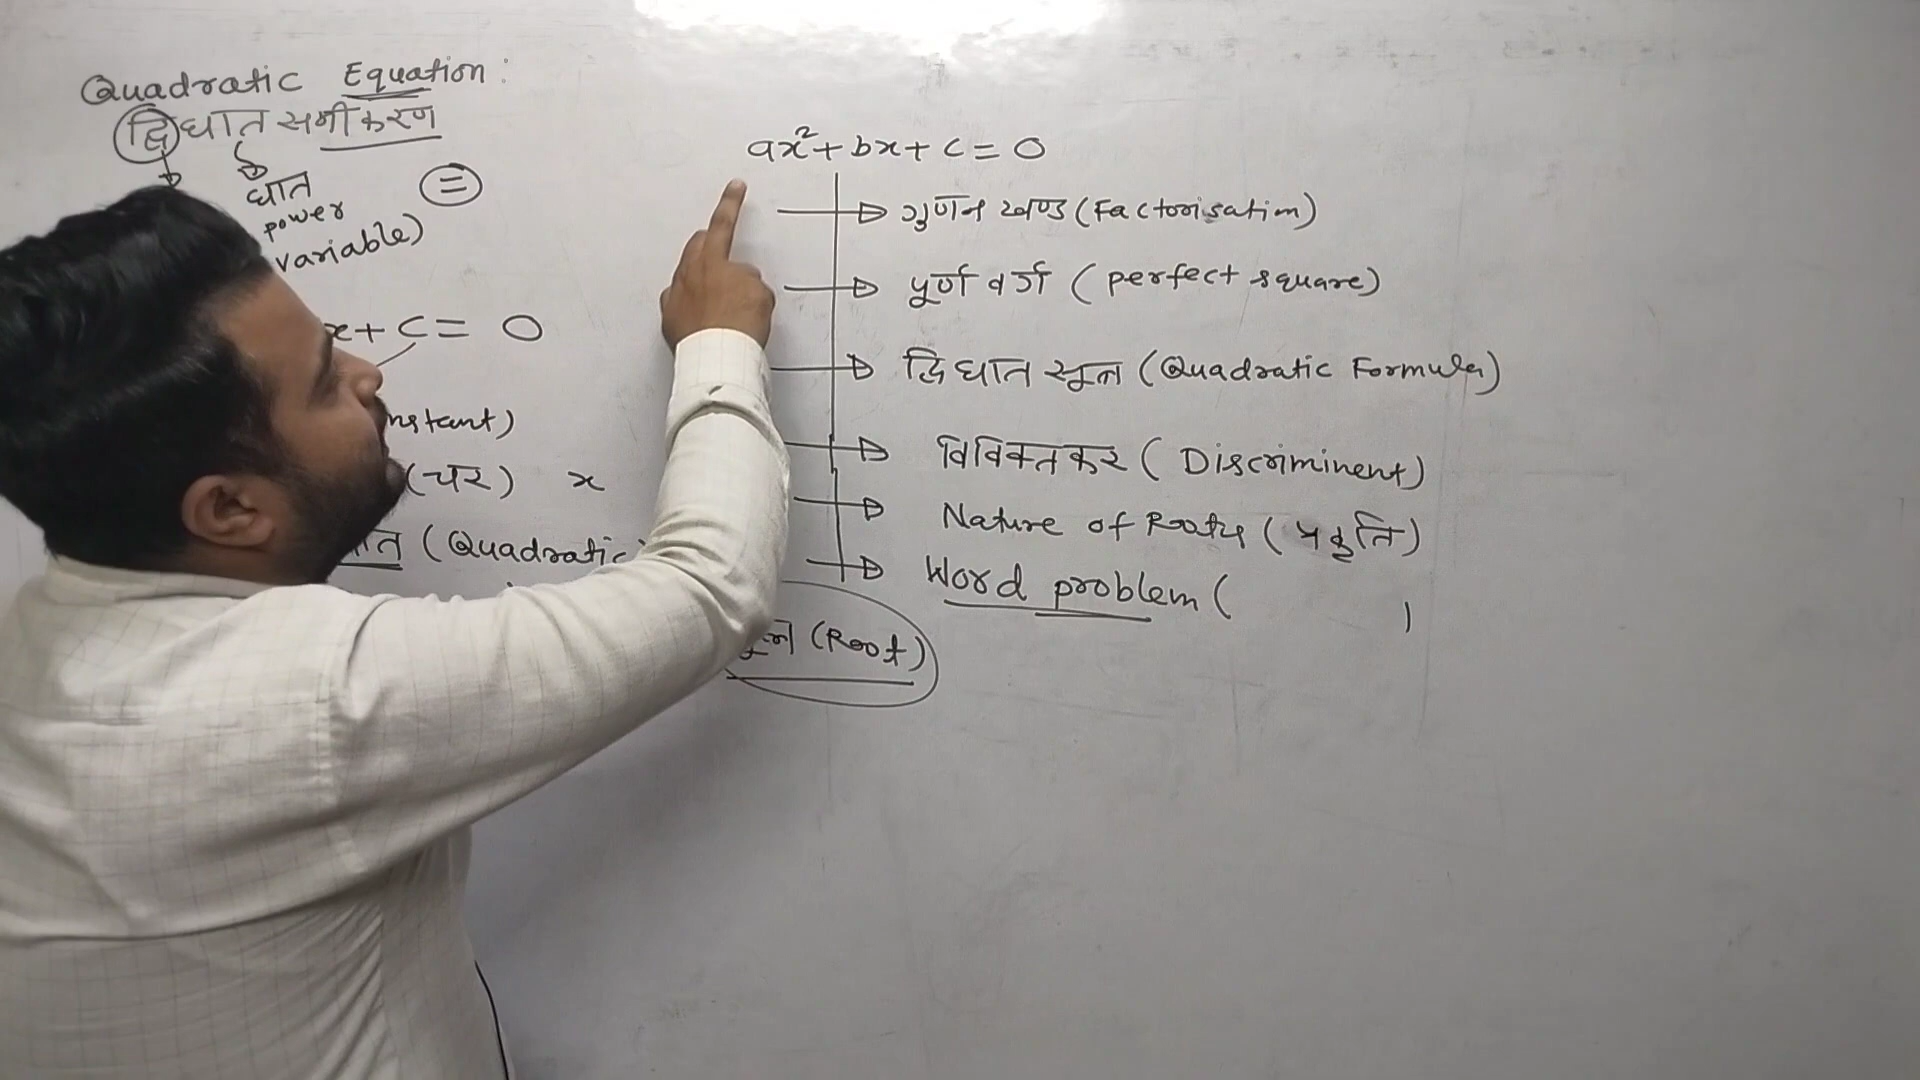 Quadratic Equation:
द्विघात समीकरण
घात
power
variable)
=
x + c = 0
nstant)
(चर) x
ात (Quadratic
ax² + bx + c = 0
गुणन खण्ड (Factorisation)
पूर्ण वर्ग (perfect square)
द्विघात सूत्र (Quadratic Formula)
विविक्तकर (Discriminent)
Nature of Roots (प्रकृति)
Word problem ( )
(Root)